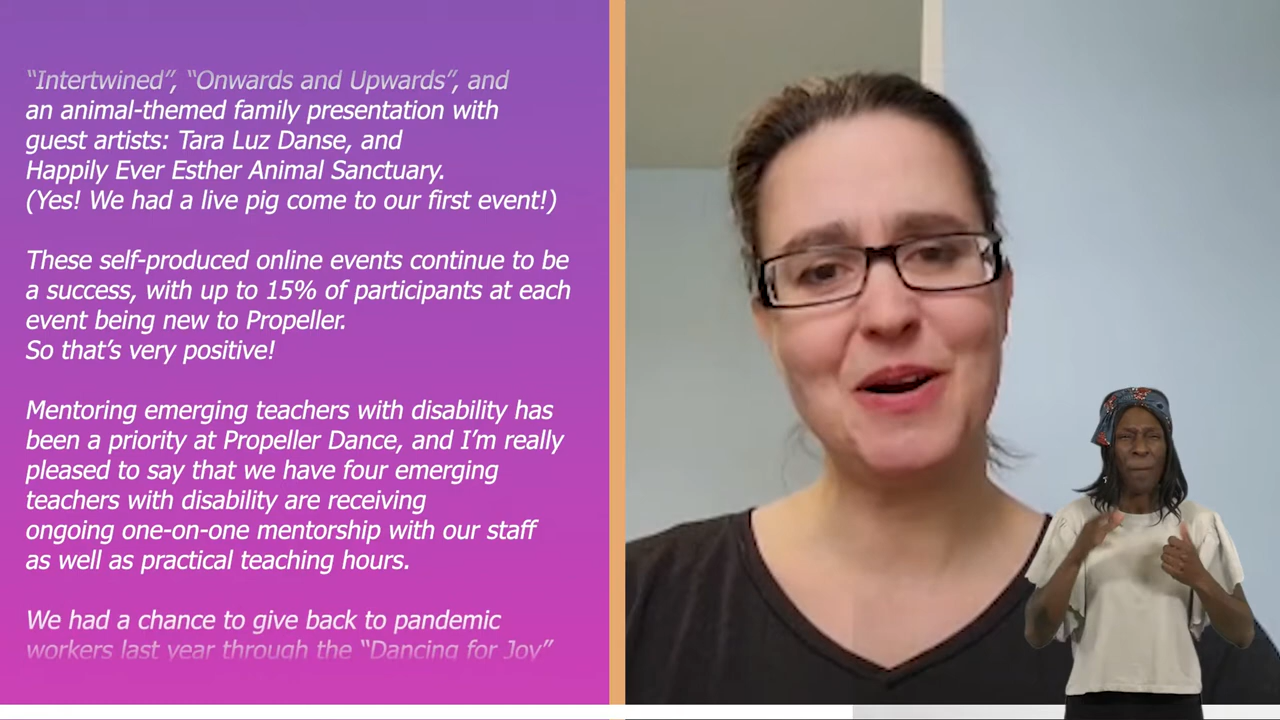 “Intertwined”, “Onwards and Upwards”, and
an animal-themed family presentation with
guest artists: Tara Luz Danse, and
Happily Ever Esther Animal Sanctuary.
(Yes! We had a live pig come to our first event!)
These self-produced online events continue to be
a success, with up to 15% of participants at each
event being new to Propeller.
So that’s very positive!
Mentoring emerging teachers with disability has
been a priority at Propeller Dance, and I’m really
pleased to say that we have four emerging
teachers with disability are receiving
ongoing one-on-one mentorship with our staff
as well as practical teaching hours.
We had a chance to give back to pandemic
workers last year through the “Dancing for Joy”